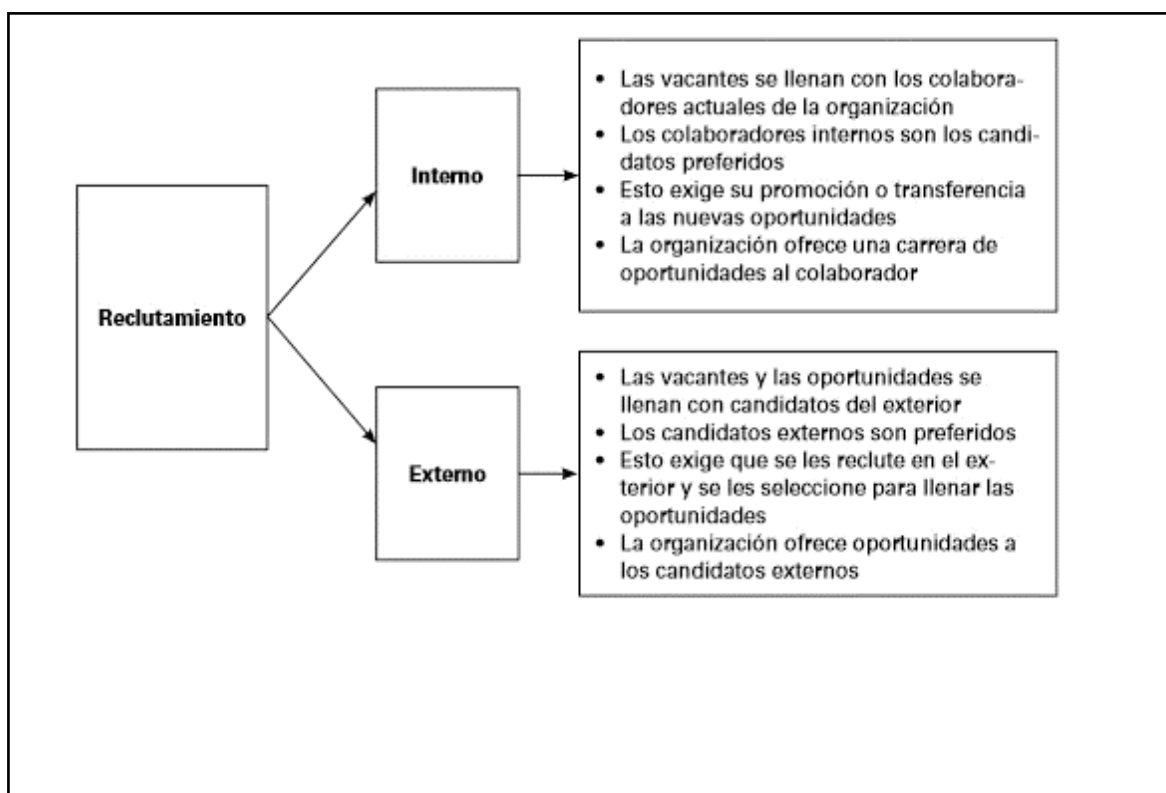 Reclutamiento
Interno
• Las vacantes se llenan con los colabora-
dores actuales de la organización
• Los colaboradores internos son los candi-
datos preferidos
• Esto exige su promoción o transferencia
a las nuevas oportunidades
• La organización ofrece una carrera de
oportunidades al colaborador
Externo
• Las vacantes y las oportunidades se
llenan con candidatos del exterior
• Los candidatos externos son preferidos
• Esto exige que se les reclute en el ex-
terior y se les seleccione para llenar las
oportunidades
• La organización ofrece oportunidades a
los candidatos externos